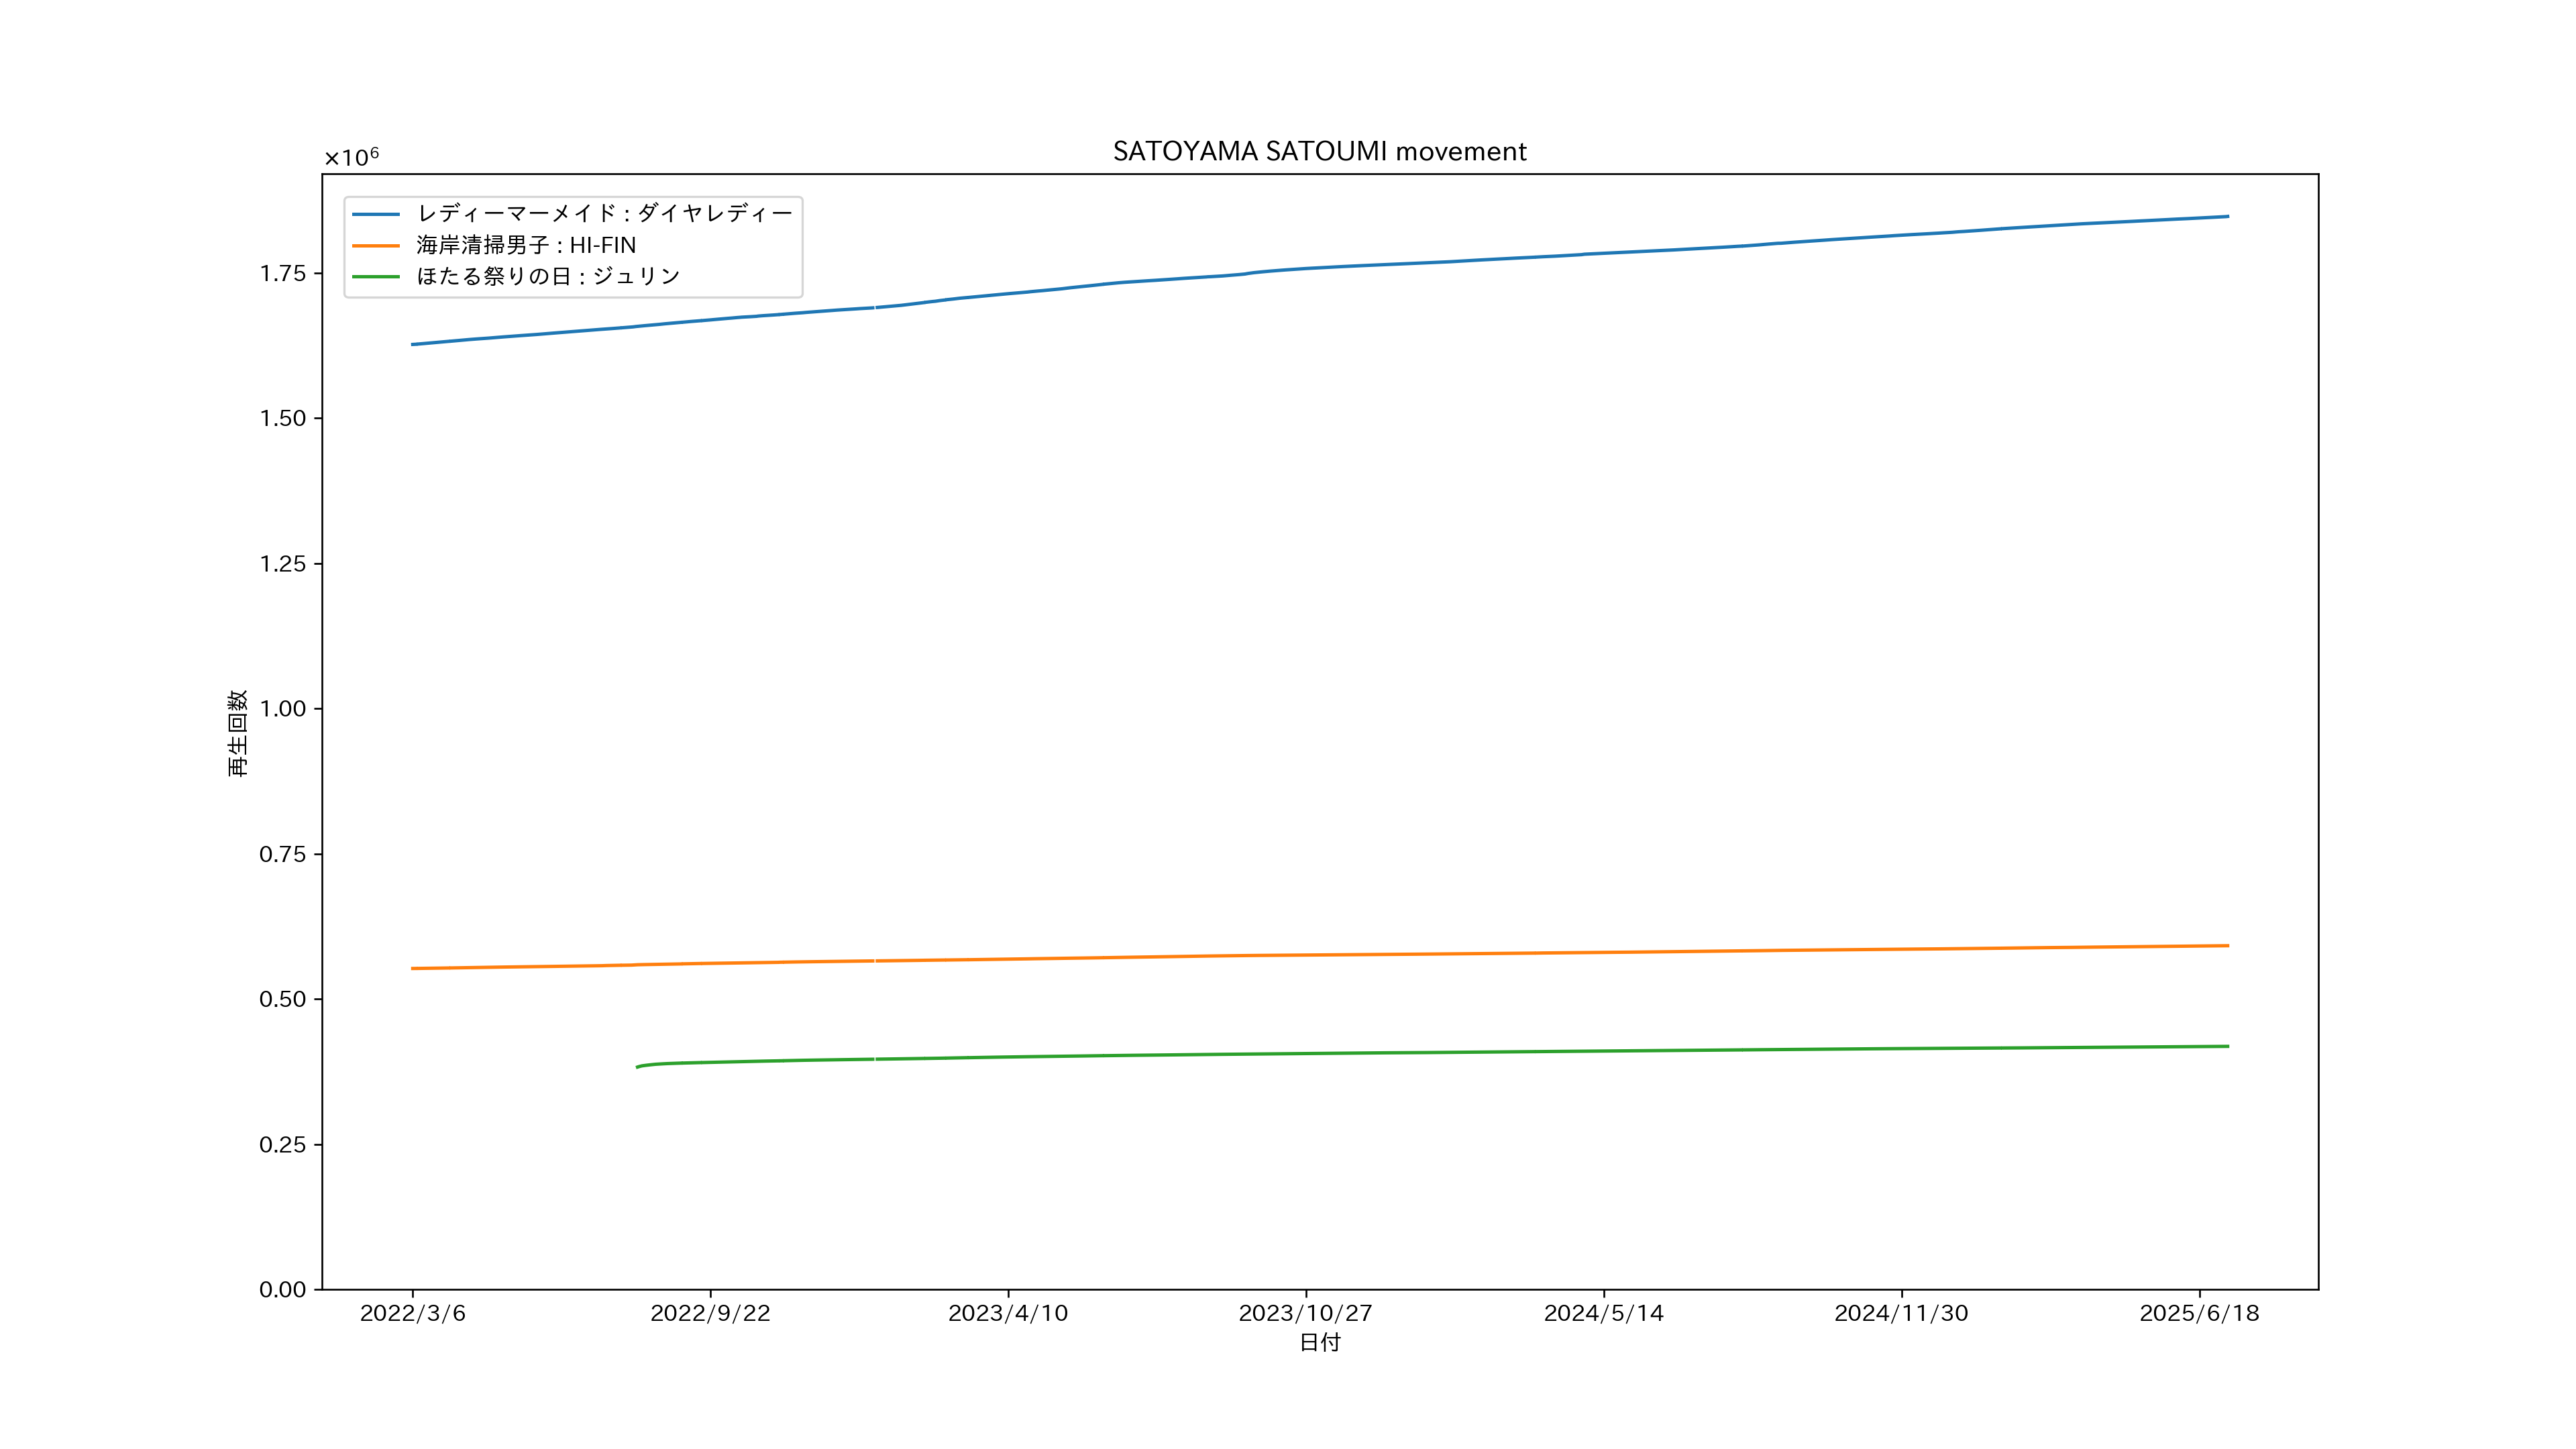 SATOYAMA SATOUMI movement
×10⁶
レディーマーメイド : ダイヤレディー
海岸清掃男子 : HI-FIN
ほたる祭りの日 : ジュリン
1.75
1.50
1.25
1.00
0.75
0.50
0.25
0.00
再生回数
2022/3/6 2022/9/22 2023/4/10 2023/10/27 2024/5/14 2024/11/30 2025/6/18
日付